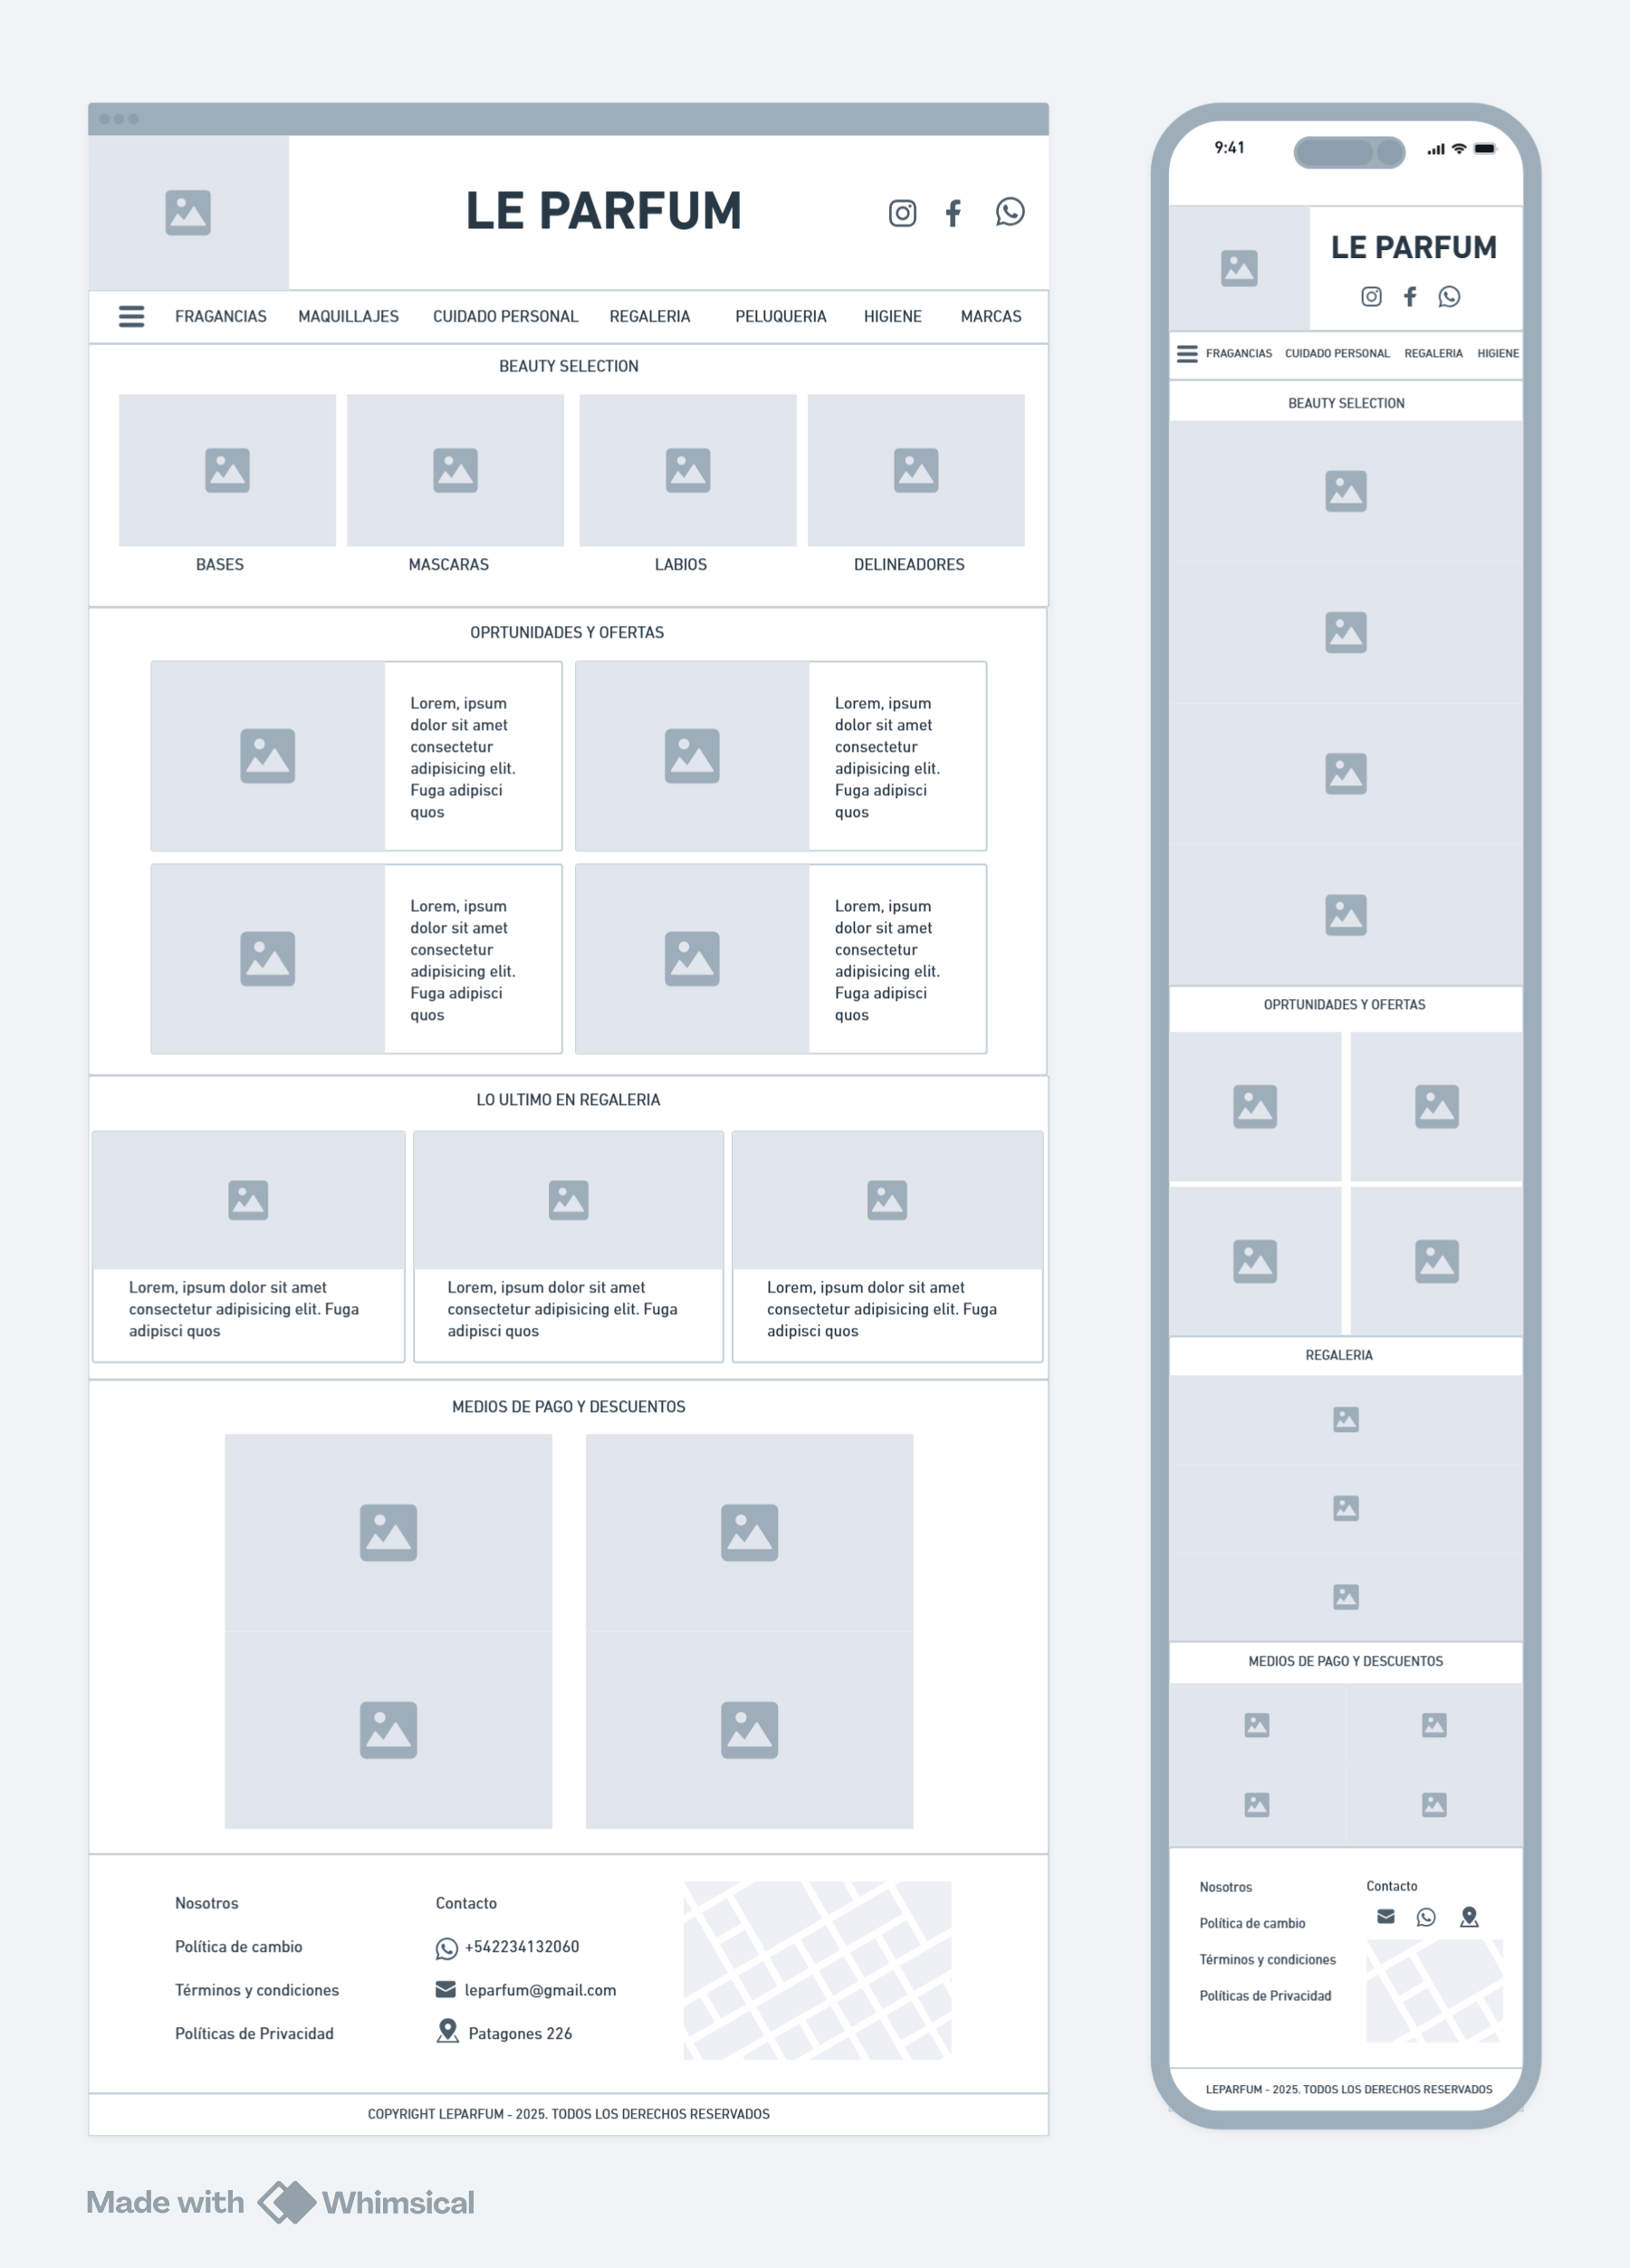 LE PARFUM
FRAGANCIAS MAQUILLAJES CUIDADO PERSONAL REGALERIA PELUQUERIA HIGIENE MARCAS
BEAUTY SELECTION
BASES MASCARAS LABIOS DELINEADORES
OPRTUNIDADES Y OFERTAS
Lorem, ipsum
dolor sit amet
consectetur
adipisicing elit.
Fuga adipisci
quos
Lorem, ipsum
dolor sit amet
consectetur
adipisicing elit.
Fuga adipisci
quos
Lorem, ipsum
dolor sit amet
consectetur
adipisicing elit.
Fuga adipisci
quos
Lorem, ipsum
dolor sit amet
consectetur
adipisicing elit.
Fuga adipisci
quos
LO ULTIMO EN REGALERIA
Lorem, ipsum dolor sit amet
consectetur adipisicing elit. Fuga
adipisci quos
Lorem, ipsum dolor sit amet
consectetur adipisicing elit. Fuga
adipisci quos
Lorem, ipsum dolor sit amet
consectetur adipisicing elit. Fuga
adipisci quos
MEDIOS DE PAGO Y DESCUENTOS
Nosotros
Política de cambio
Términos y condiciones
Políticas de Privacidad
Contacto
+542234132060
leparfum@gmail.com
Patagones 226
COPYRIGHT LEPARFUM - 2025. TODOS LOS DERECHOS RESERVADOS
9:41
LE PARFUM
FRAGANCIAS CUIDADO PERSONAL REGALERIA HIGIENE
BEAUTY SELECTION
OPRTUNIDADES Y OFERTAS
REGALERIA
MEDIOS DE PAGO Y DESCUENTOS
Nosotros
Política de cambio
Términos y condiciones
Políticas de Privacidad
Contacto
LEPARFUM - 2025. TODOS LOS DERECHOS RESERVADOS
Made with Whimsical